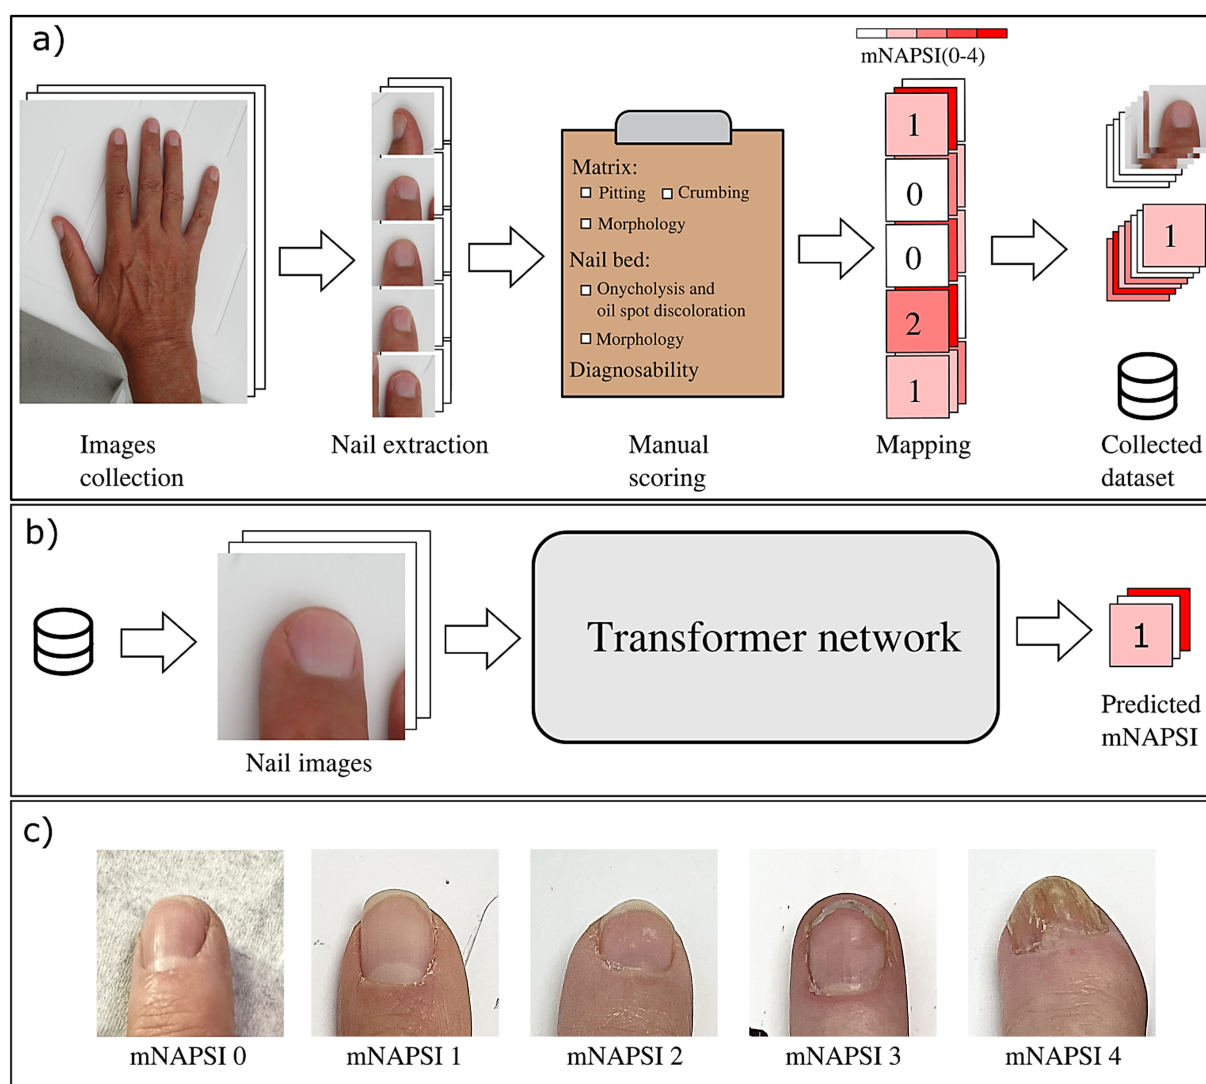 a)
mNAPSI(0-4)
Matrix:
Pitting Crumbing
Morphology
Nail bed:
Onycholysis and
oil spot discoloration
Morphology
Diagnosability
1
0
0
2
1
1
Images
collection
Nail extraction
Manual
scoring
Mapping
Collected
dataset
b)
Nail images
Transformer network
1
Predicted
mNAPSI
c)
mNAPSI 0
mNAPSI 1
mNAPSI 2
mNAPSI 3
mNAPSI 4